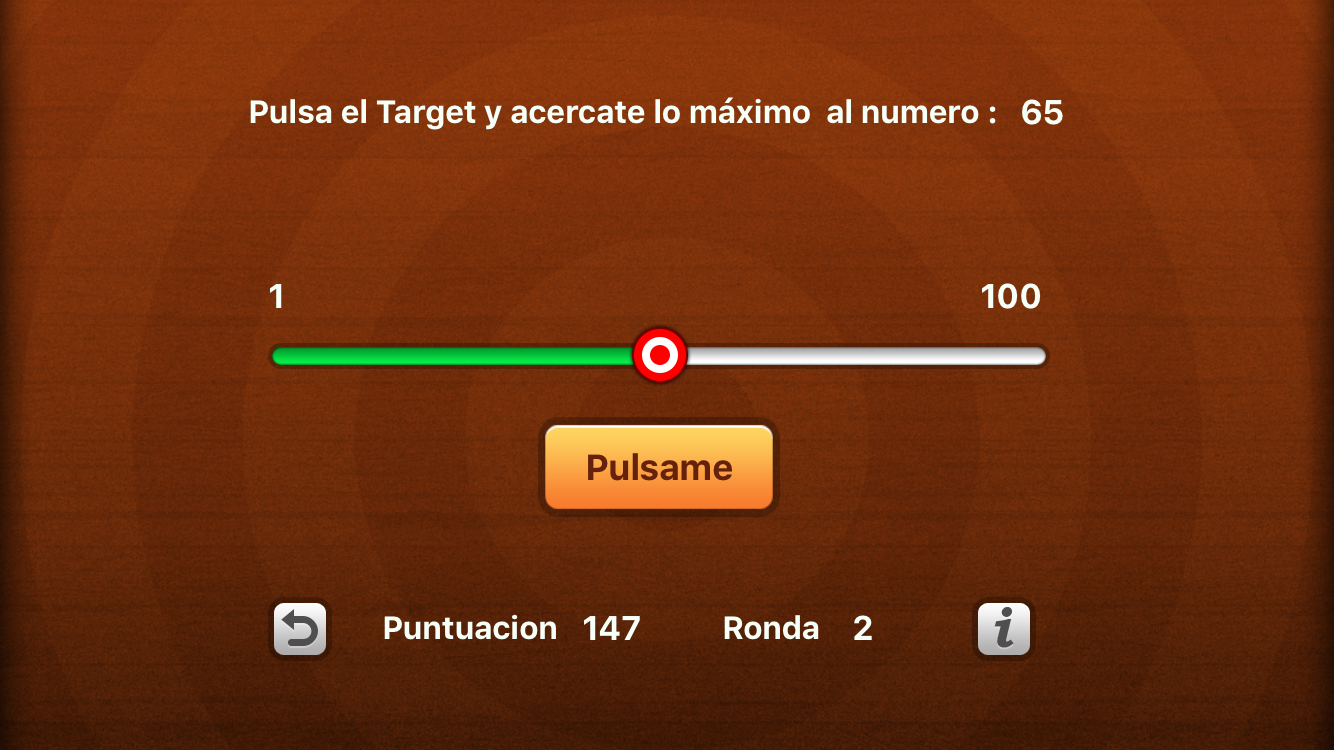 Pulsa el Target y acercate lo máximo al numero : 65
1 100
Pulsame
Puntuacion 147 Ronda 2 i